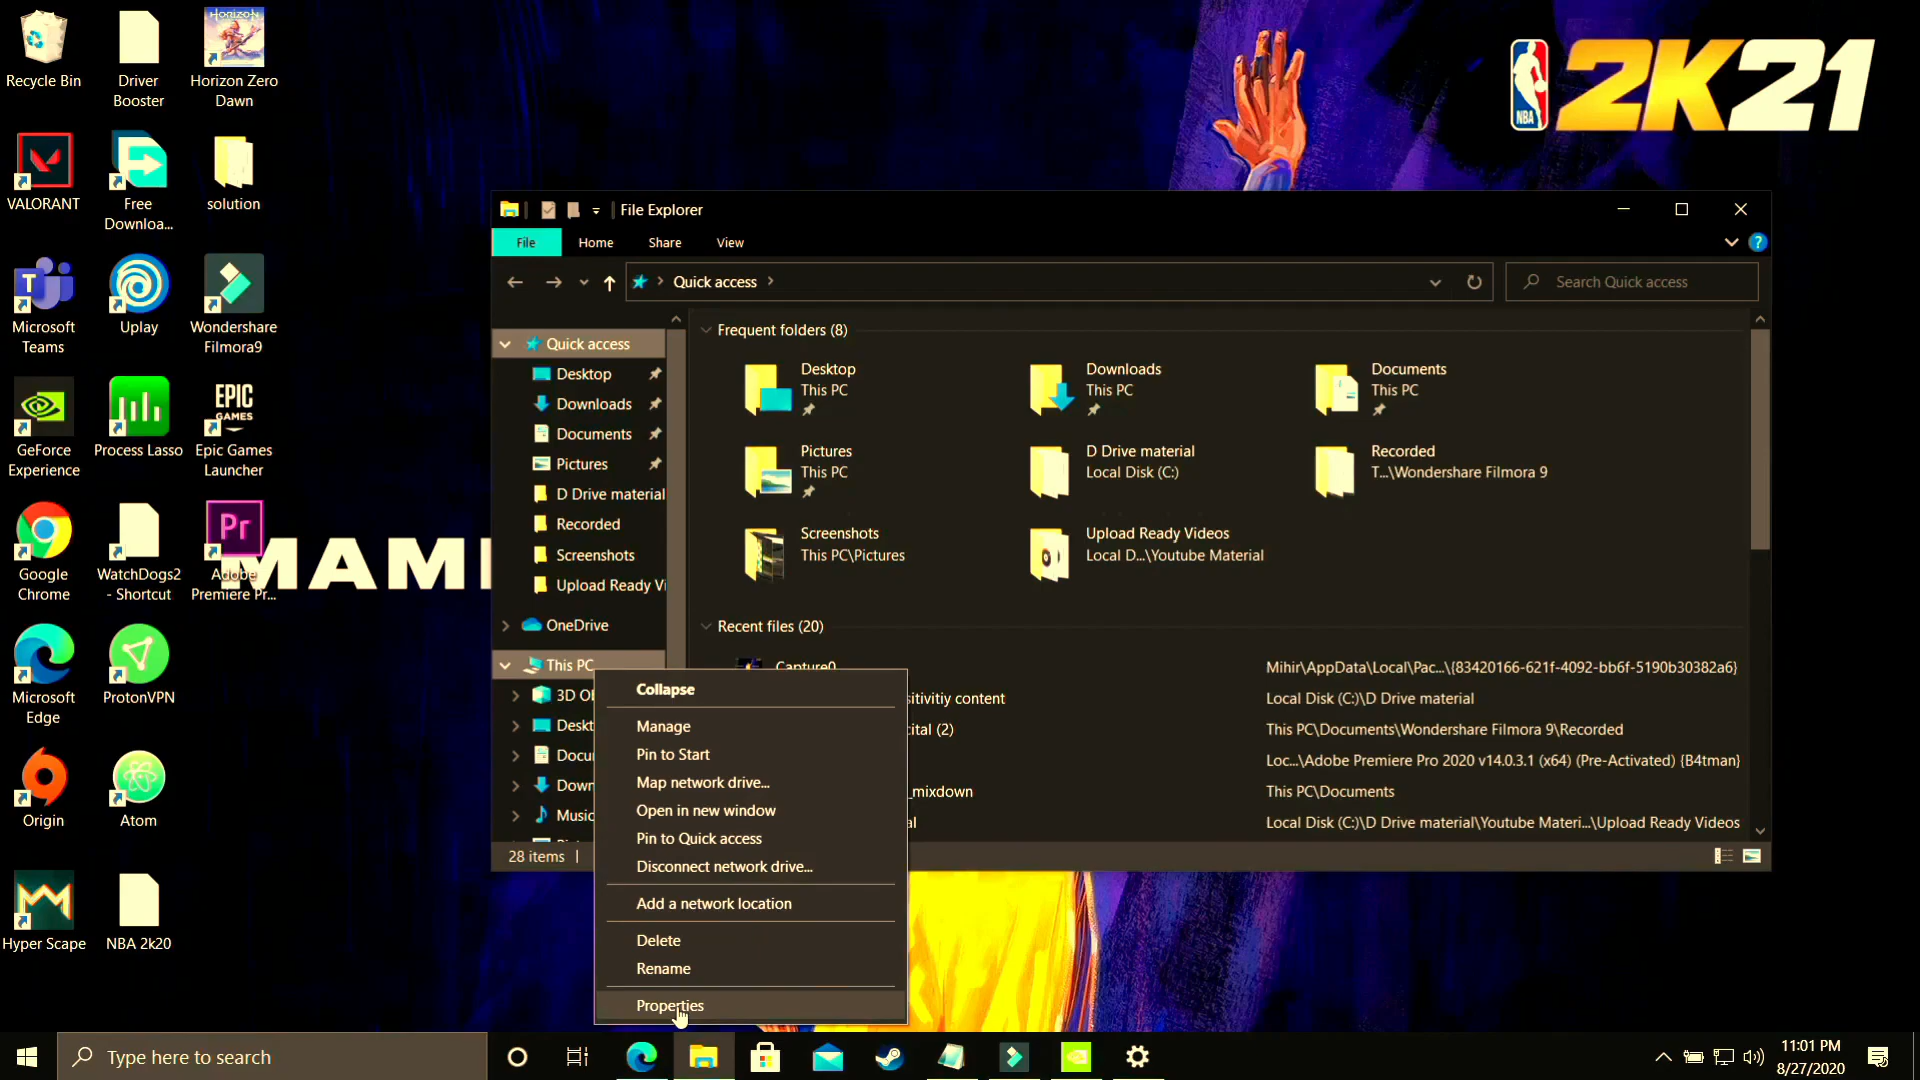 Recycle Bin
Driver
Booster
Horizon Zero
Dawn
HORIZON
VALORANT
Free
Downloa...
solution
Microsoft
Teams
Uplay
Wondershare
Filmora9
GeForce
Experience
Process Lasso
EPIC
GAMES
Epic Games
Launcher
Google
Chrome
WatchDogs2
- Shortcut
Pr
Adobe
Premiere Pr...
Microsoft
Edge
ProtonVPN
Origin
Atom
Hyper Scape
NBA 2k20
MAM
NBA
2K21
File Explorer
File
Home
Share
View
?
Quick access
Search Quick access
Quick access
Desktop
Downloads
Documents
Pictures
D Drive material
Recorded
Screenshots
Upload Ready Vi
OneDrive
This PC
3D Ob
Deskt
Docu
Down
Music
28 items
Frequent folders (8)
Desktop
This PC
Downloads
This PC
Documents
This PC
Pictures
This PC
D Drive material
Local Disk (C:)
Recorded
T...\Wondershare Filmora 9
Screenshots
This PC\Pictures
Upload Ready Videos
Local D...\Youtube Material
Recent files (20)
Capture0
Mihir\AppData\Local\Pac...\{83420166-621f-4092-bb6f-5190b30382a6}
sitivitiy content
Local Disk (C:)\D Drive material
ital (2)
This PC\Documents\Wondershare Filmora 9\Recorded
Loc...\Adobe Premiere Pro 2020 v14.0.3.1 (x64) (Pre-Activated) {B4tman}
_mixdown
This PC\Documents
al
Local Disk (C:)\D Drive material\Youtube Materi...\Upload Ready Videos
Collapse
Manage
Pin to Start
Map network drive...
Open in new window
Pin to Quick access
Disconnect network drive...
Add a network location
Delete
Rename
Properties
Type here to search
11:01 PM
8/27/2020